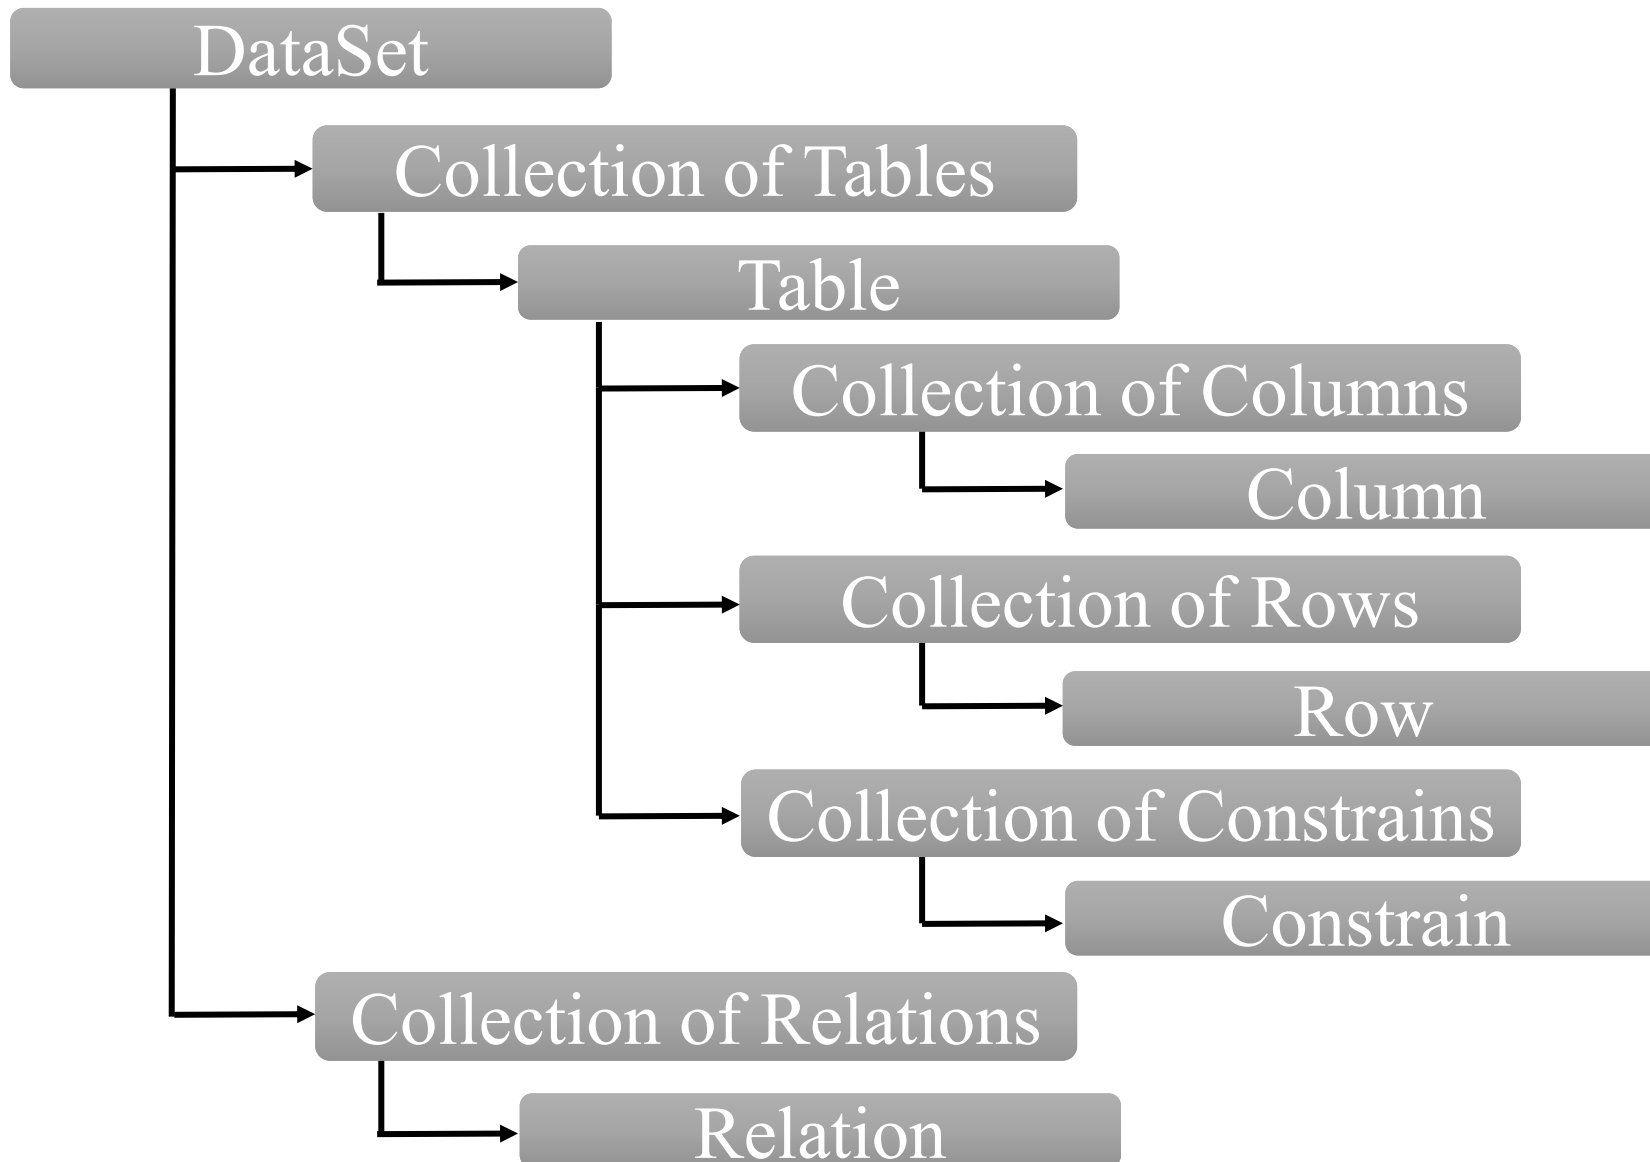 DataSet
Collection of Tables
Table
Collection of Columns
Column
Collection of Rows
Row
Collection of Constrains
Constrain
Collection of Relations
Relation